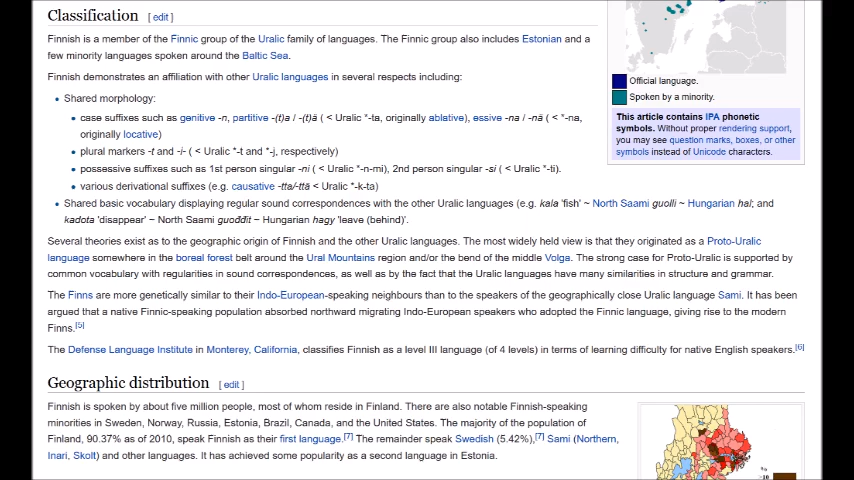 Classification [ edit ]
Finnish is a member of the Finnic group of the Uralic family of languages. The Finnic group also includes Estonian and a
few minority languages spoken around the Baltic Sea.
Finnish demonstrates an affiliation with other Uralic languages in several respects including:
• Shared morphology:
• case suffixes such as genitive -n, partitive -(t)a / -(t)ä ( < Uralic *-ta, originally ablative), essive -na / -nä ( < *-na,
originally locative)
• plural markers -t and -i- ( < Uralic *-t and *-j, respectively)
• possessive suffixes such as 1st person singular -ni ( < Uralic *-n-mi), 2nd person singular -si ( < Uralic *-ti).
• various derivational suffixes (e.g. causative -tta/-ttä < Uralic *-k-ta)
• Shared basic vocabulary displaying regular sound correspondences with the other Uralic languages (e.g. kala 'fish' ~ North Saami guolli ~ Hungarian hal; and
kadota 'disappear' ~ North Saami guođđit ~ Hungarian hagy 'leave (behind)'.
Several theories exist as to the geographic origin of Finnish and the other Uralic languages. The most widely held view is that they originated as a Proto-Uralic
language somewhere in the boreal forest belt around the Ural Mountains region and/or the bend of the middle Volga. The strong case for Proto-Uralic is supported by
common vocabulary with regularities in sound correspondences, as well as by the fact that the Uralic languages have many similarities in structure and grammar.
The Finns are more genetically similar to their Indo-European-speaking neighbours than to the speakers of the geographically close Uralic language Sami. It has been
argued that a native Finnic-speaking population absorbed northward migrating Indo-European speakers who adopted the Finnic language, giving rise to the modern
Finns.[5]
The Defense Language Institute in Monterey, California, classifies Finnish as a level III language (of 4 levels) in terms of learning difficulty for native English speakers.[6]
Geographic distribution [ edit ]
Finnish is spoken by about five million people, most of whom reside in Finland. There are also notable Finnish-speaking
minorities in Sweden, Norway, Russia, Estonia, Brazil, Canada, and the United States. The majority of the population of
Finland, 90.37% as of 2010, speak Finnish as their first language.[7] The remainder speak Swedish (5.42%),[7] Sami (Northern,
Inari, Skolt) and other languages. It has achieved some popularity as a second language in Estonia.
Official language.
Spoken by a minority.
This article contains IPA phonetic
symbols. Without proper rendering support,
you may see question marks, boxes, or other
symbols instead of Unicode characters.